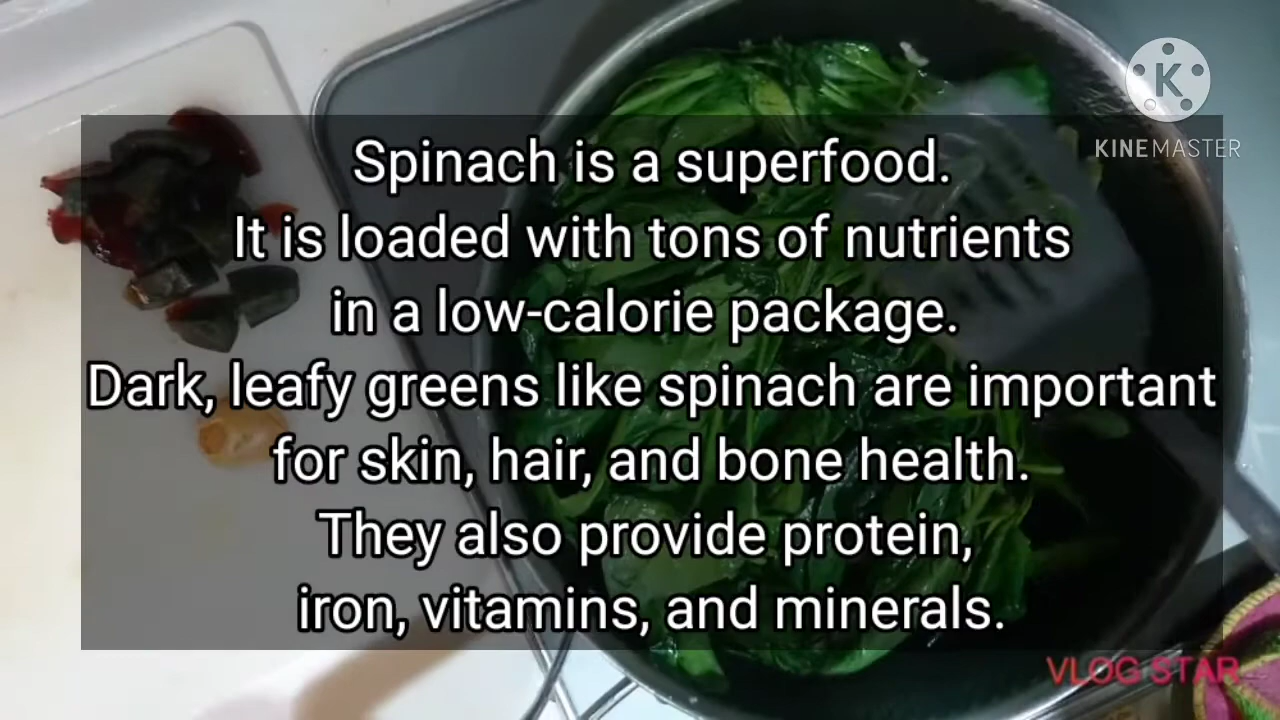 K
KINEMASTER
Spinach is a superfood.
It is loaded with tons of nutrients
in a low-calorie package.
Dark, leafy greens like spinach are important
for skin, hair, and bone health.
They also provide protein,
iron, vitamins, and minerals.
VLOG STAR